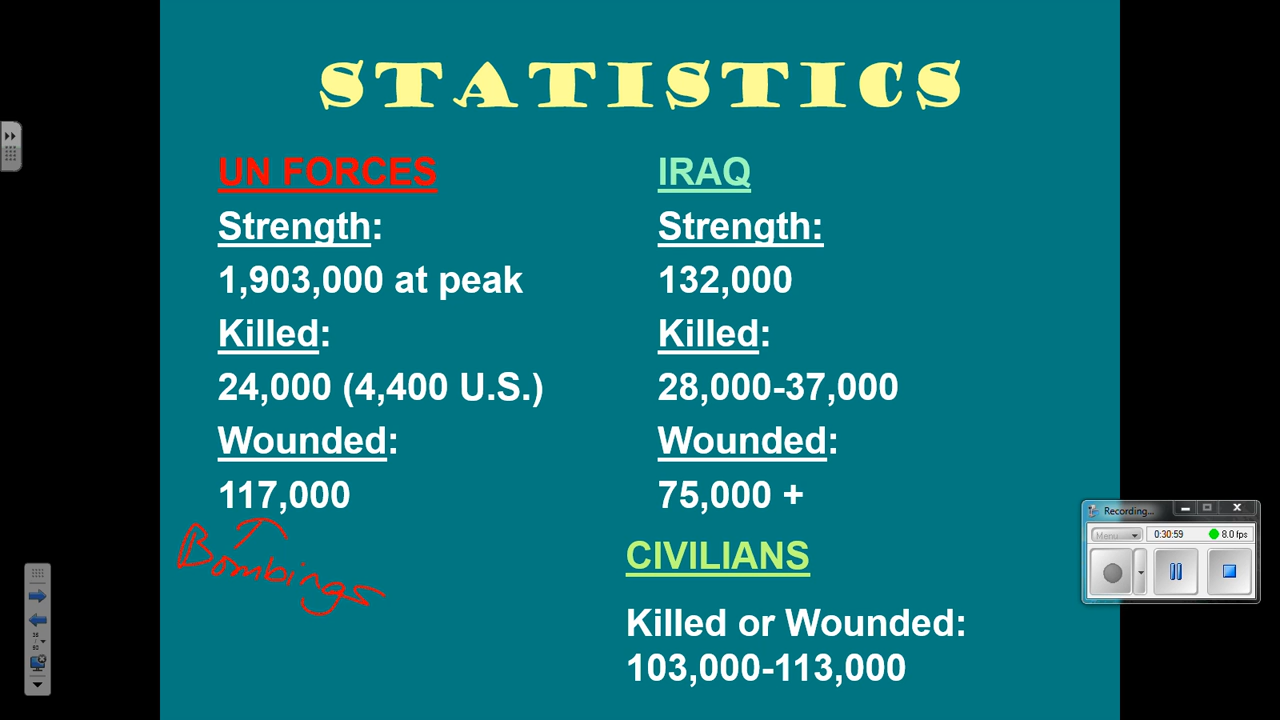 STATISTICS
UN FORCES
Strength:
1,903,000 at peak
Killed:
24,000 (4,400 U.S.)
Wounded:
117,000
Bombings
IRAQ
Strength:
132,000
Killed:
28,000-37,000
Wounded:
75,000 +
CIVILIANS
Killed or Wounded:
103,000-113,000
Recording...
Menu
0:30:59
8.0 fps